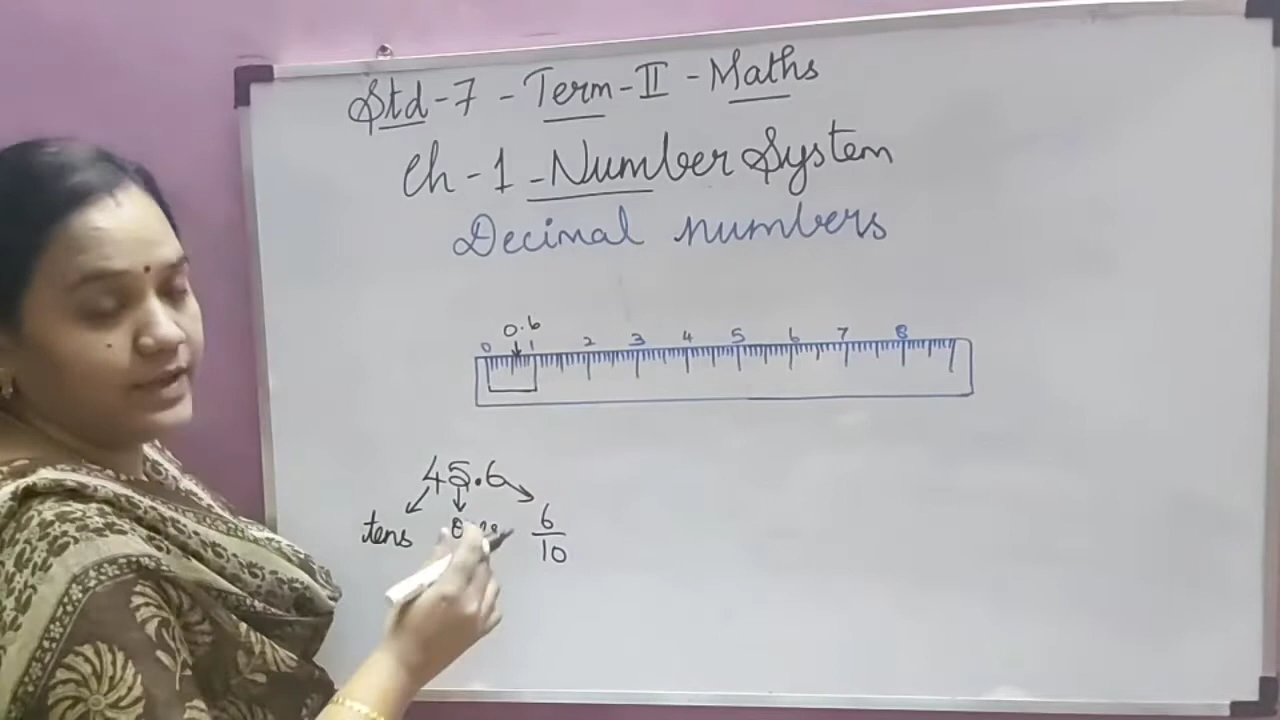 Std-7 - Term-II - Maths
Ch-1 - Number System
Decimal numbers
0.6
0 1 2 3 4 5 6 7 8
45.6
tens 6/10